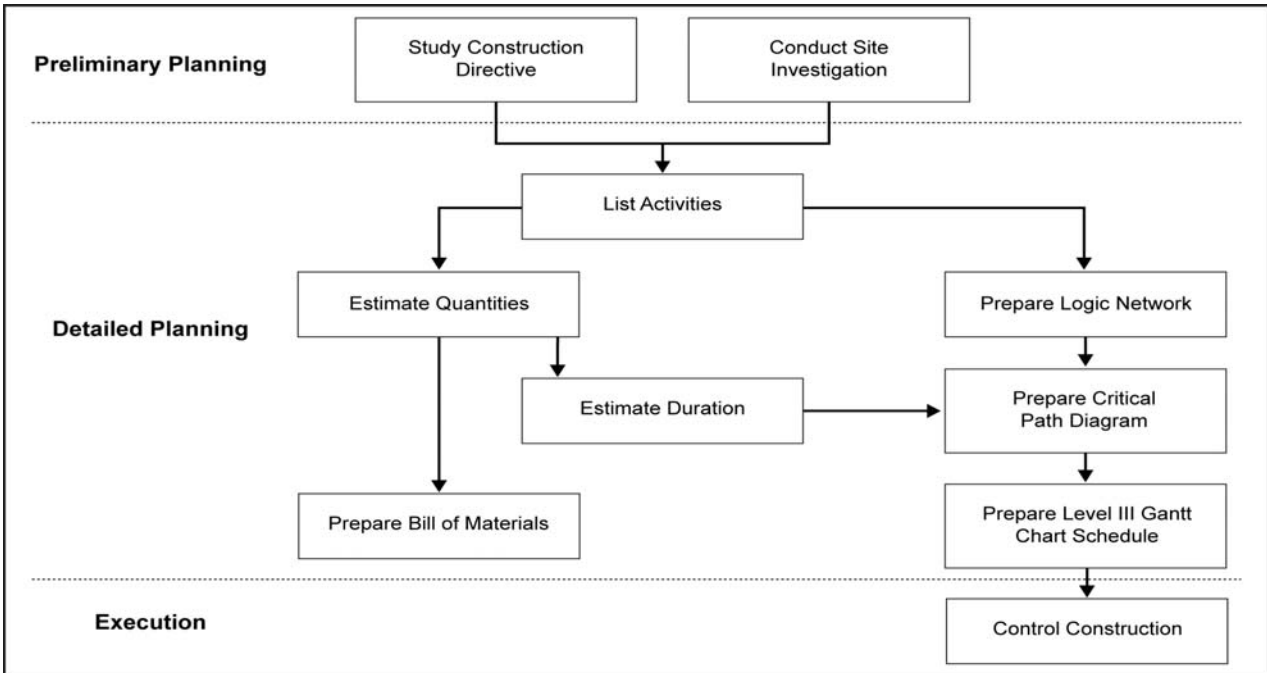 Preliminary Planning
Study Construction
Directive
Conduct Site
Investigation
List Activities
Detailed Planning
Estimate Quantities
Prepare Logic Network
Estimate Duration
Prepare Critical
Path Diagram
Prepare Bill of Materials
Prepare Level III Gantt
Chart Schedule
Execution
Control Construction